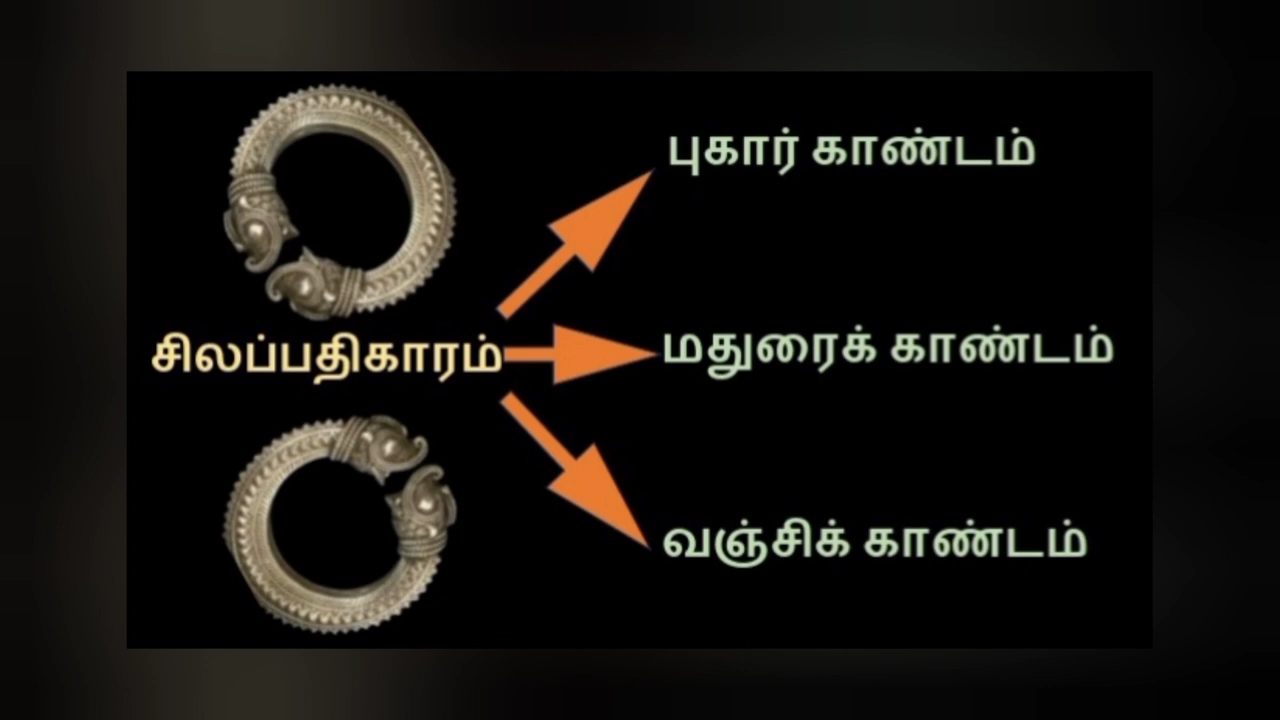 புகார் காண்டம்
சிலப்பதிகாரம்
மதுரைக் காண்டம்
வஞ்சிக் காண்டம்